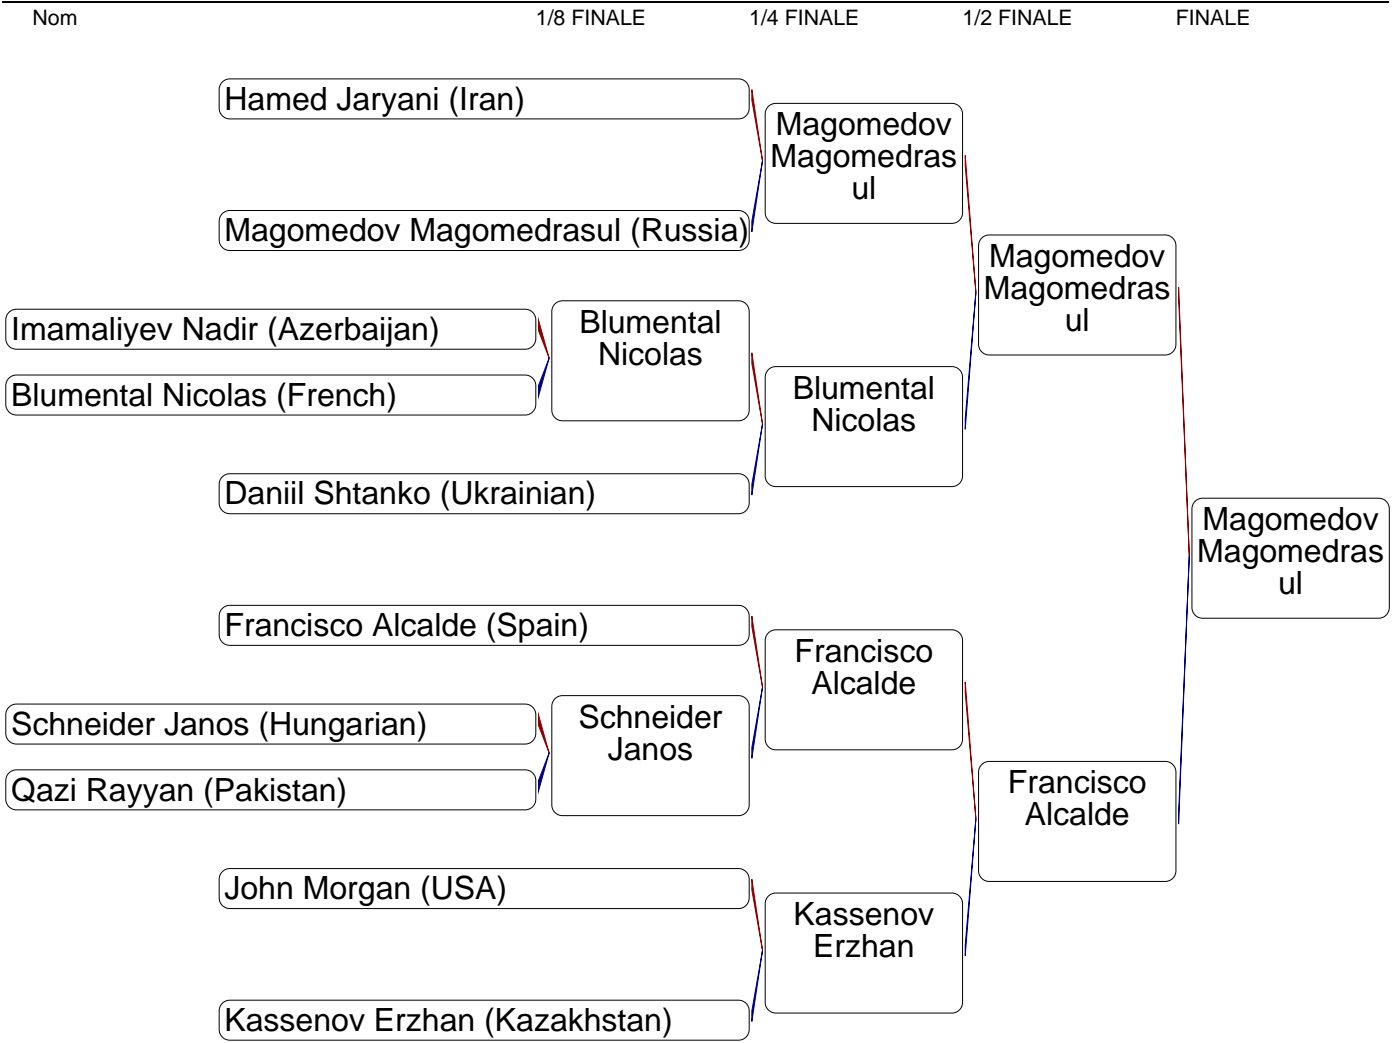 Nom 1/8 FINALE 1/4 FINALE 1/2 FINALE FINALE
Hamed Jaryani (Iran)
Magomedov
Magomedras
ul
Magomedov Magomedrasul (Russia)
Magomedov
Magomedras
ul
Imamaliyev Nadir (Azerbaijan)
Blumental
Nicolas
Blumental Nicolas (French)
Blumental
Nicolas
Daniil Shtanko (Ukrainian)
Magomedov
Magomedras
ul
Francisco Alcalde (Spain)
Francisco
Alcalde
Schneider Janos (Hungarian)
Schneider
Janos
Qazi Rayyan (Pakistan)
Francisco
Alcalde
John Morgan (USA)
Kassenov
Erzhan
Kassenov Erzhan (Kazakhstan)